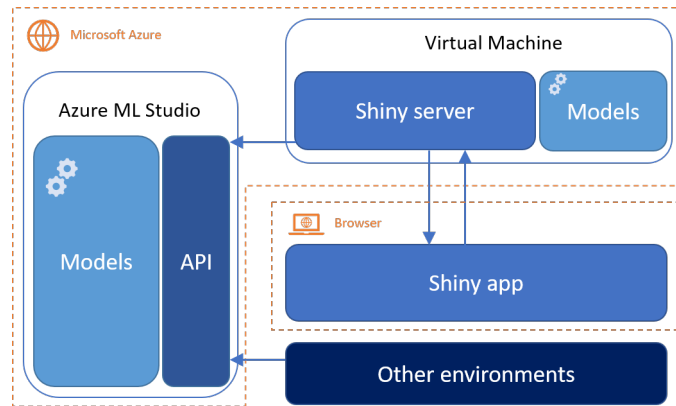 Microsoft Azure
Virtual Machine
Shiny server
Models
Azure ML Studio
Models
API
Browser
Shiny app
Other environments